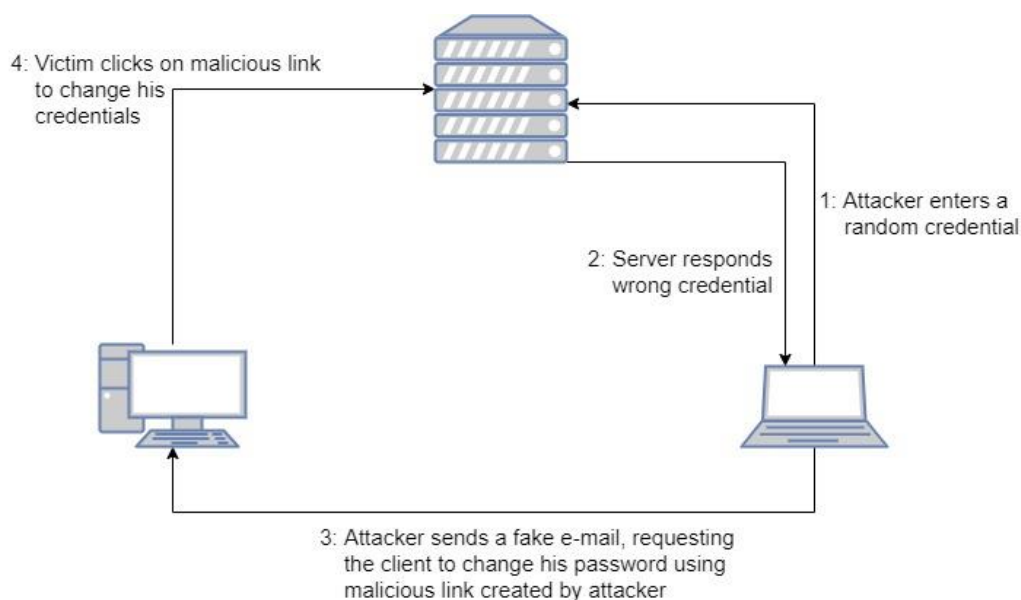 4: Victim clicks on malicious link
to change his
credentials
1: Attacker enters a
random credential
2: Server responds
wrong credential
3: Attacker sends a fake e-mail, requesting
the client to change his password using
malicious link created by attacker